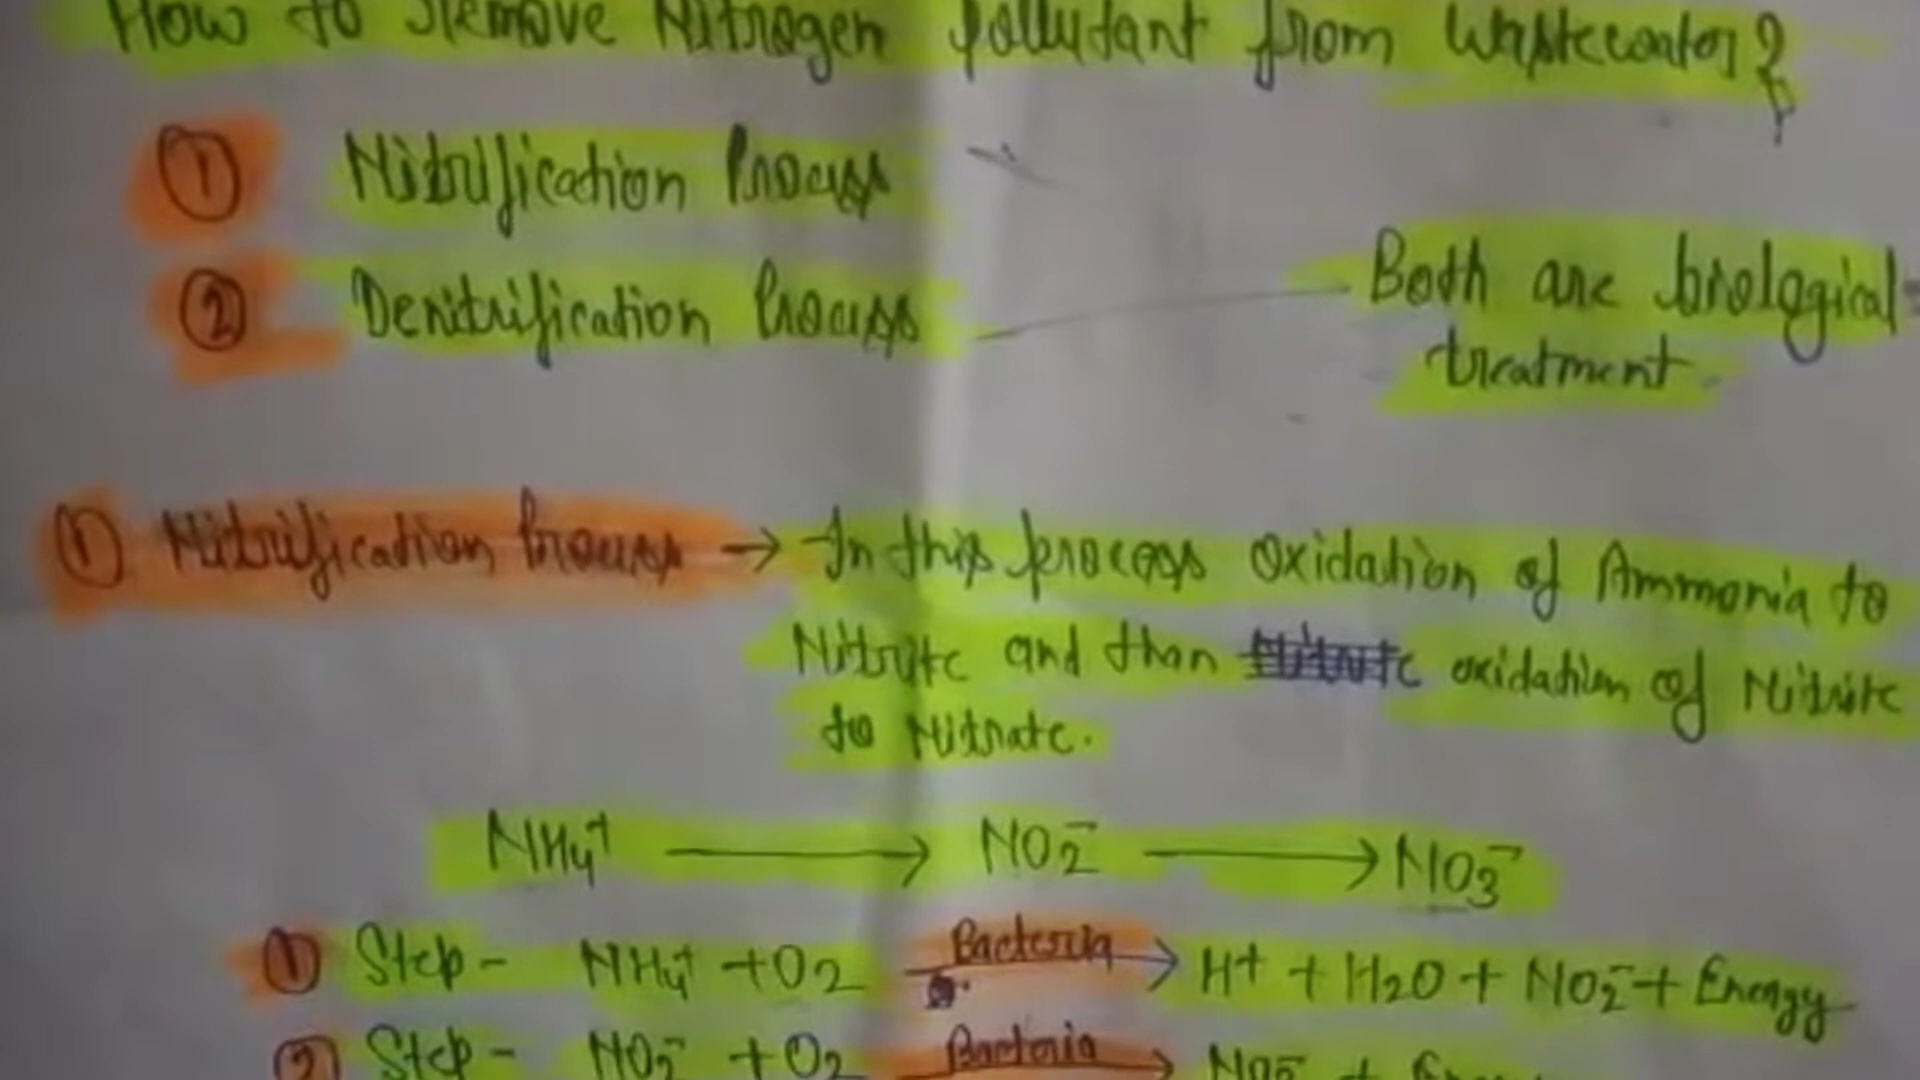 How to remove Nitrogen pollutant from Wastewater?
① Nitrification Process
② Denitrification Process
Both are biological
treatment.
① Nitrification Process → In this process oxidation of Ammonia to
Nitrite and than oxidation of Nitrite
to Nitrate.
NH4+ → NO2- → NO3-
① Step - NH4+ + O2 Bacteria → H+ + H2O + NO2- + Energy
② Step - NO2- + O2 Bacteria → NO3- +